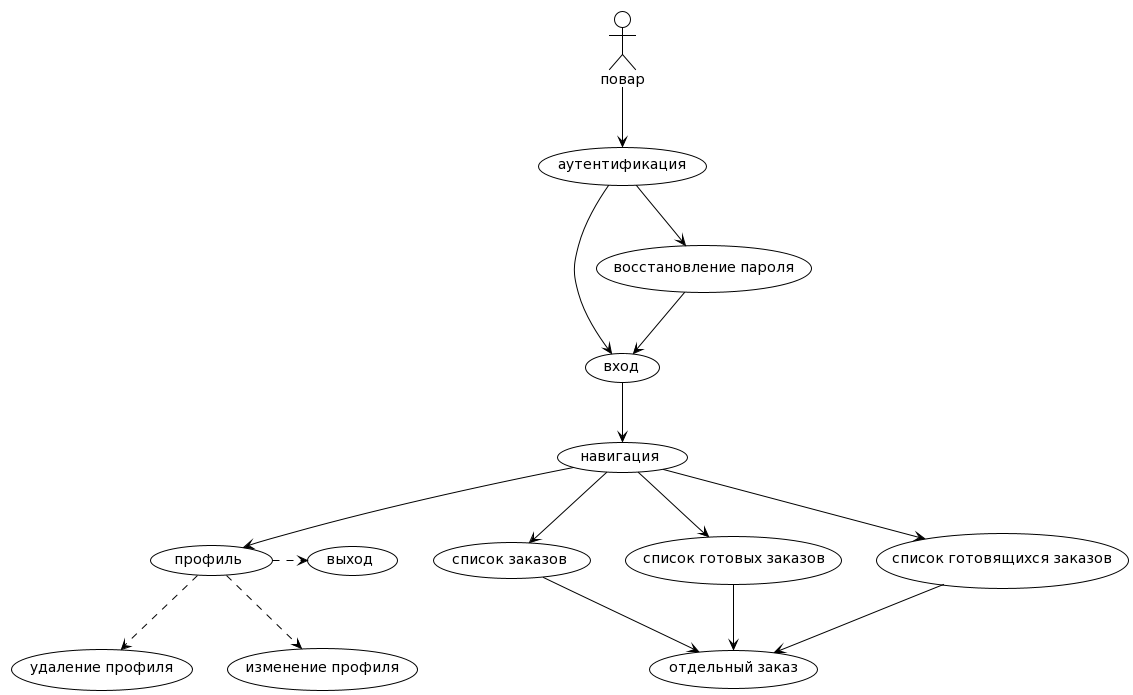 повар
аутентификация
восстановление пароля
вход
навигация
профиль
выход
список заказов
список готовых заказов
список готовящихся заказов
удаление профиля
изменение профиля
отдельный заказ